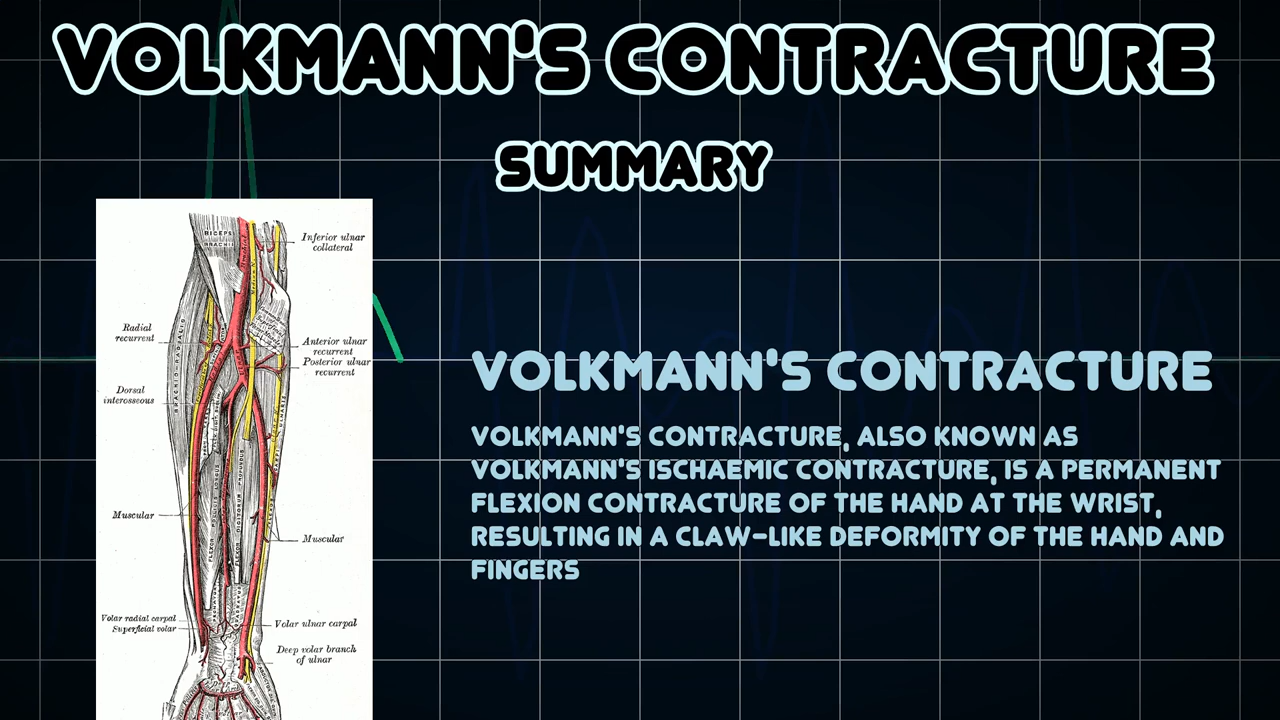 VOLKMANN'S CONTRACTURE
SUMMARY
BICEPS
BRACHII
Inferior ulnar
collateral
Radial
recurrent
Anterior ulnar
recurrent
Posterior ulnar
recurrent
Dorsal
interosseous
Muscular
Muscular
Volar radial carpal
Superficial volar
Volar ulnar carpal
Deep volar branch
of ulnar
VOLKMANN'S CONTRACTURE
VOLKMANN'S CONTRACTURE, ALSO KNOWN AS
VOLKMANN'S ISCHAEMIC CONTRACTURE, IS A PERMANENT
FLEXION CONTRACTURE OF THE HAND AT THE WRIST,
RESULTING IN A CLAW-LIKE DEFORMITY OF THE HAND AND
FINGERS